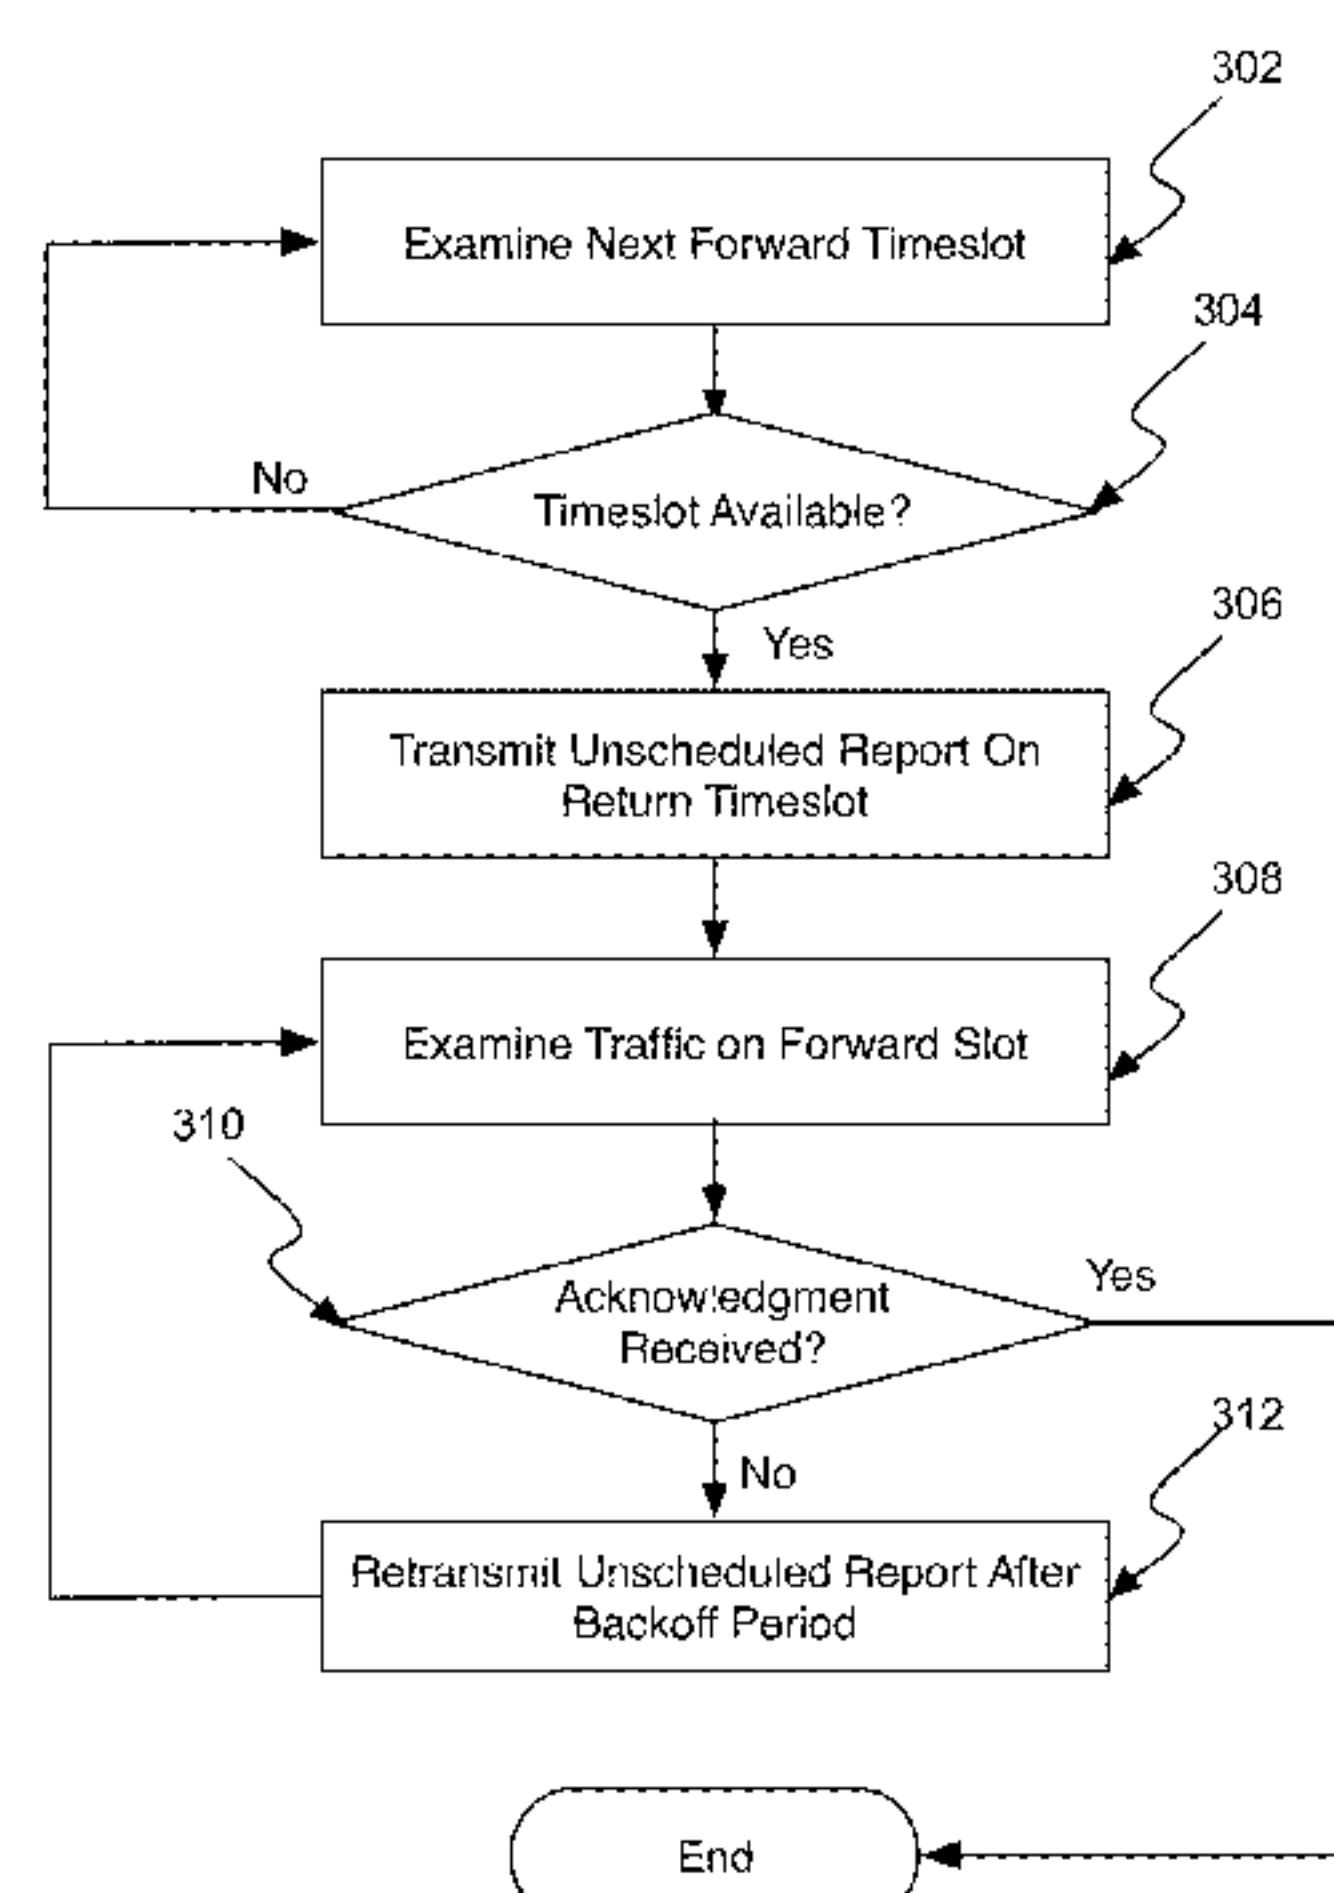 302
Examine Next Forward Timeslot
304
No
Timeslot Available?
306
Yes
Transmit Unscheduled Report On
Return Timeslot
308
Examine Traffic on Forward Slot
310
Yes
Acknowledgment
Received?
312
No
Retransmit Unscheduled Report After
Backoff Period
End